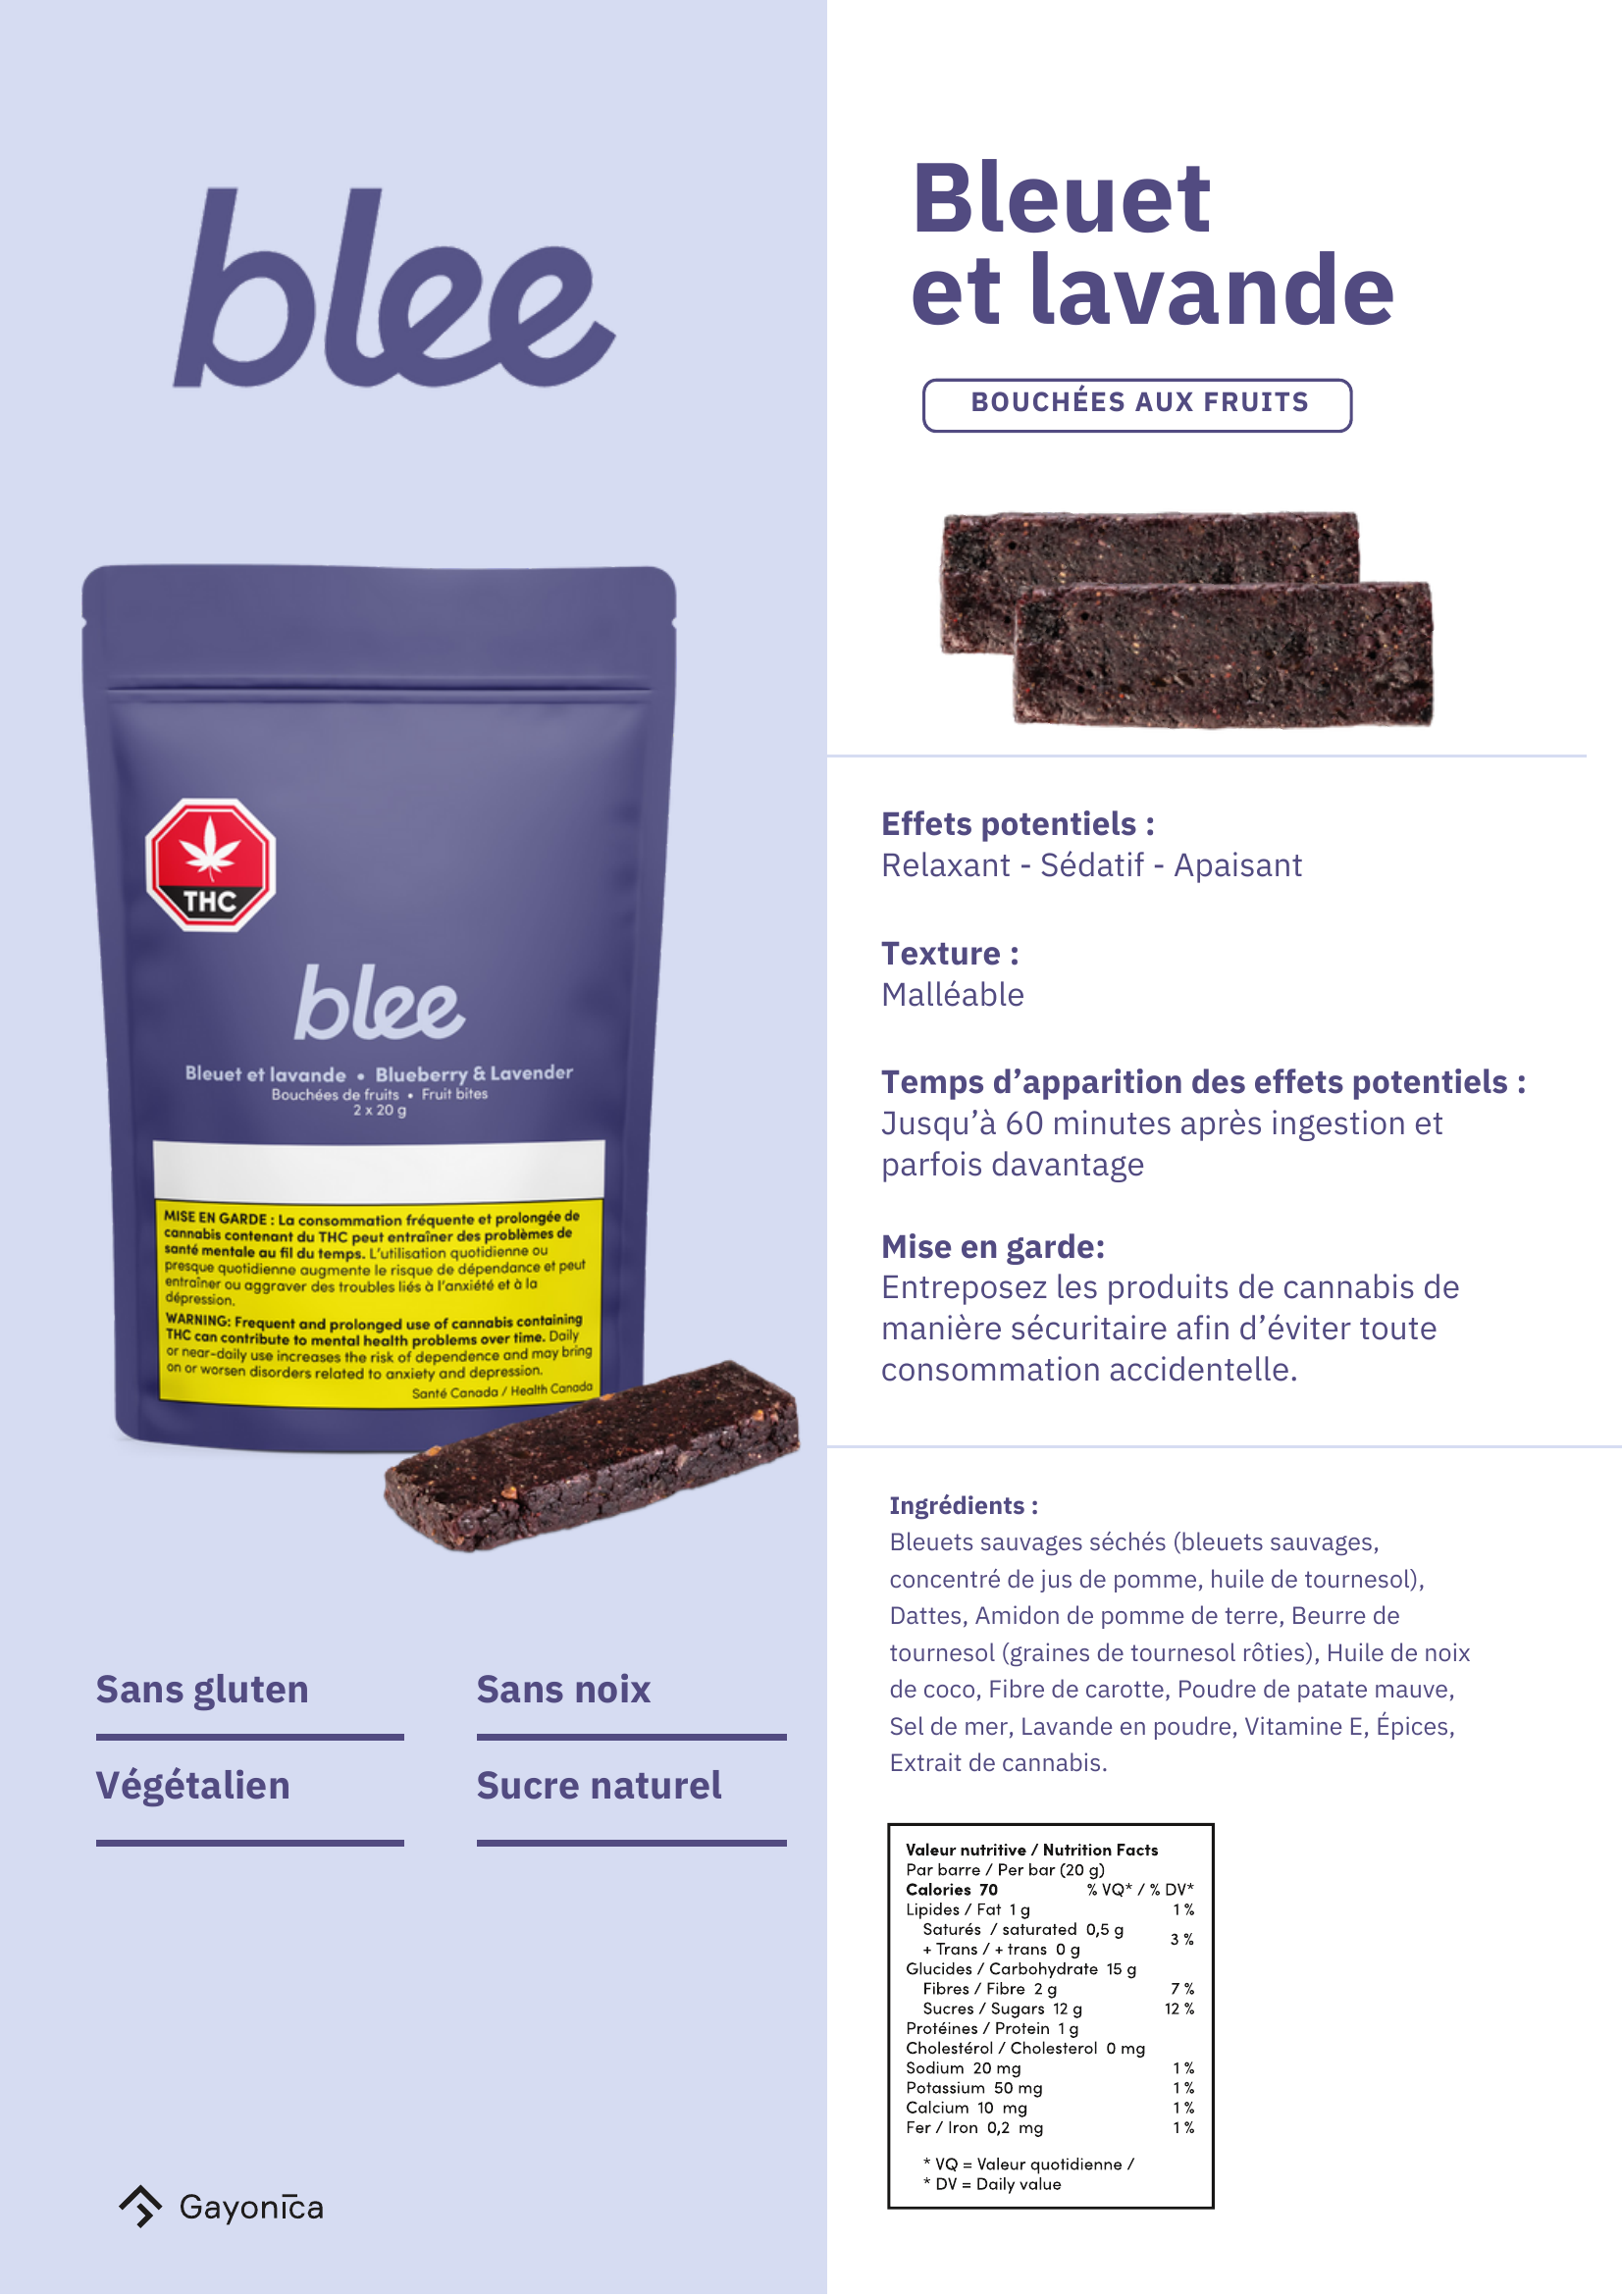 blee
THC
blee
Bleuet et lavande • Blueberry & Lavender
Bouchées de fruits • Fruit bites
2 x 20 g
MISE EN GARDE : La consommation fréquente et prolongée de
cannabis contenant du THC peut entraîner des problèmes de
santé mentale au fil du temps. L'utilisation quotidienne ou
presque quotidienne augmente le risque de dépendance et peut
entraîner ou aggraver des troubles liés à l'anxiété et à la
dépression.
WARNING: Frequent and prolonged use of cannabis containing
THC can contribute to mental health problems over time. Daily
or near-daily use increases the risk of dependence and may bring
on or worsen disorders related to anxiety and depression.
Santé Canada / Health Canada
Sans gluten
Sans noix
Végétalien
Sucre naturel
Gayonīca
Bleuet
et lavande
BOUCHÉES AUX FRUITS
Effets potentiels :
Relaxant - Sédatif - Apaisant
Texture :
Malléable
Temps d’apparition des effets potentiels :
Jusqu’à 60 minutes après ingestion et
parfois davantage
Mise en garde:
Entreposez les produits de cannabis de
manière sécuritaire afin d’éviter toute
consommation accidentelle.
Ingrédients :
Bleuets sauvages séchés (bleuets sauvages,
concentré de jus de pomme, huile de tournesol),
Dattes, Amidon de pomme de terre, Beurre de
tournesol (graines de tournesol rôties), Huile de noix
de coco, Fibre de carotte, Poudre de patate mauve,
Sel de mer, Lavande en poudre, Vitamine E, Épices,
Extrait de cannabis.
Valeur nutritive / Nutrition Facts
Par barre / Per bar (20 g)
Calories 70 % VQ* / % DV*
Lipides / Fat 1 g 1 %
Saturés / saturated 0,5 g
+ Trans / + trans 0 g 3 %
Glucides / Carbohydrate 15 g
Fibres / Fibre 2 g 7 %
Sucres / Sugars 12 g 12 %
Protéines / Protein 1 g
Cholestérol / Cholesterol 0 mg
Sodium 20 mg 1 %
Potassium 50 mg 1 %
Calcium 10 mg 1 %
Fer / Iron 0,2 mg 1 %
* VQ = Valeur quotidienne /
* DV = Daily value